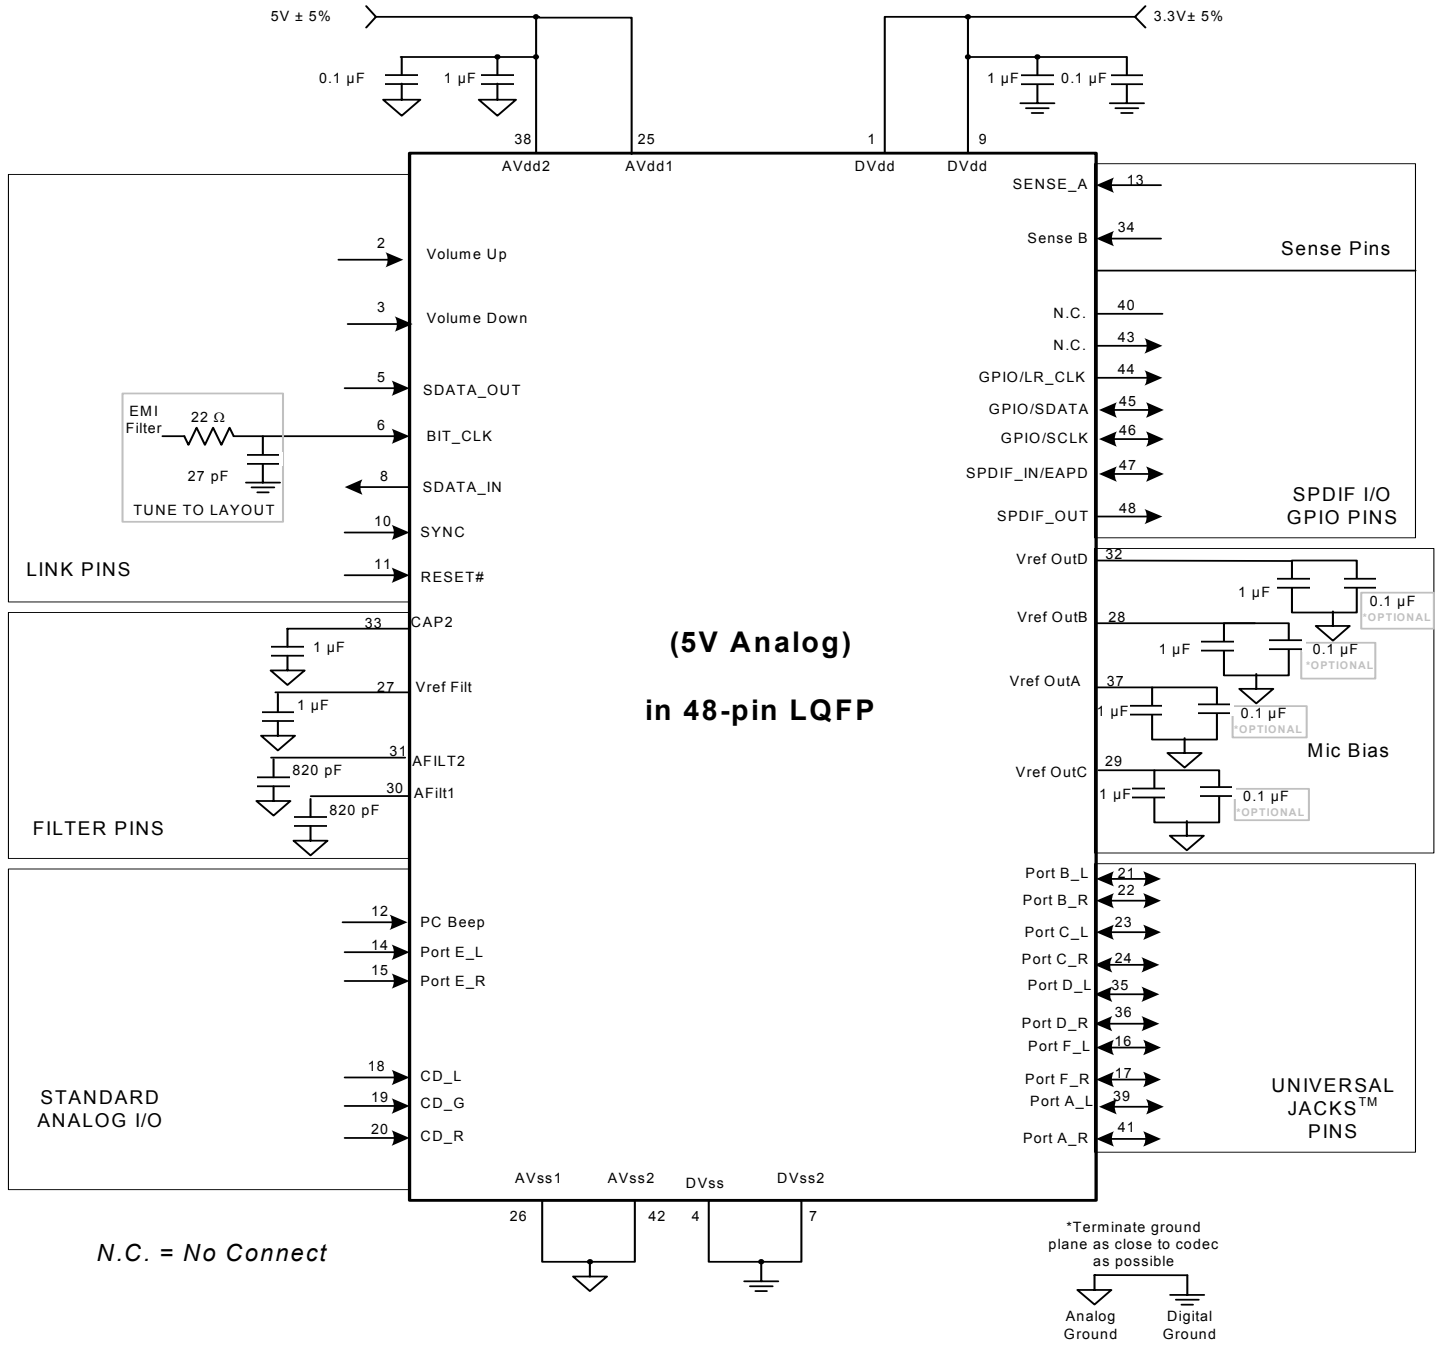 5V ± 5%
3.3V± 5%
0.1 µF
1 µF
1 µF
0.1 µF
38
25
1
9
AVdd2
AVdd1
DVdd
DVdd
2
Volume Up
3
Volume Down
5
SDATA_OUT
EMI
Filter
22 Ω
27 pF
TUNE TO LAYOUT
6
BIT_CLK
8
SDATA_IN
10
SYNC
11
RESET#
LINK PINS
33
CAP2
1 µF
27
Vref Filt
1 µF
31
AFILT2
820 pF
30
AFilt1
820 pF
FILTER PINS
12
PC Beep
14
Port E_L
15
Port E_R
18
CD_L
19
CD_G
20
CD_R
STANDARD
ANALOG I/O
(5V Analog)
in 48-pin LQFP
SENSE_A
13
Sense B
34
Sense Pins
N.C.
40
N.C.
43
GPIO/LR_CLK
44
GPIO/SDATA
45
GPIO/SCLK
46
SPDIF_IN/EAPD
47
SPDIF_OUT
48
SPDIF I/O
GPIO PINS
Vref OutD
32
1 µF
0.1 µF
*OPTIONAL
Vref OutB
28
1 µF
0.1 µF
*OPTIONAL
Vref OutA
37
1 µF
0.1 µF
*OPTIONAL
Mic Bias
Vref OutC
29
1 µF
0.1 µF
*OPTIONAL
Port B_L
21
Port B_R
22
Port C_L
23
Port C_R
24
Port D_L
35
Port D_R
36
Port F_L
16
Port F_R
17
Port A_L
39
Port A_R
41
UNIVERSAL
JACKS™
PINS
AVss1
AVss2
DVss
DVss2
26
42
4
7
N.C. = No Connect
*Terminate ground
plane as close to codec
as possible
Analog
Ground
Digital
Ground